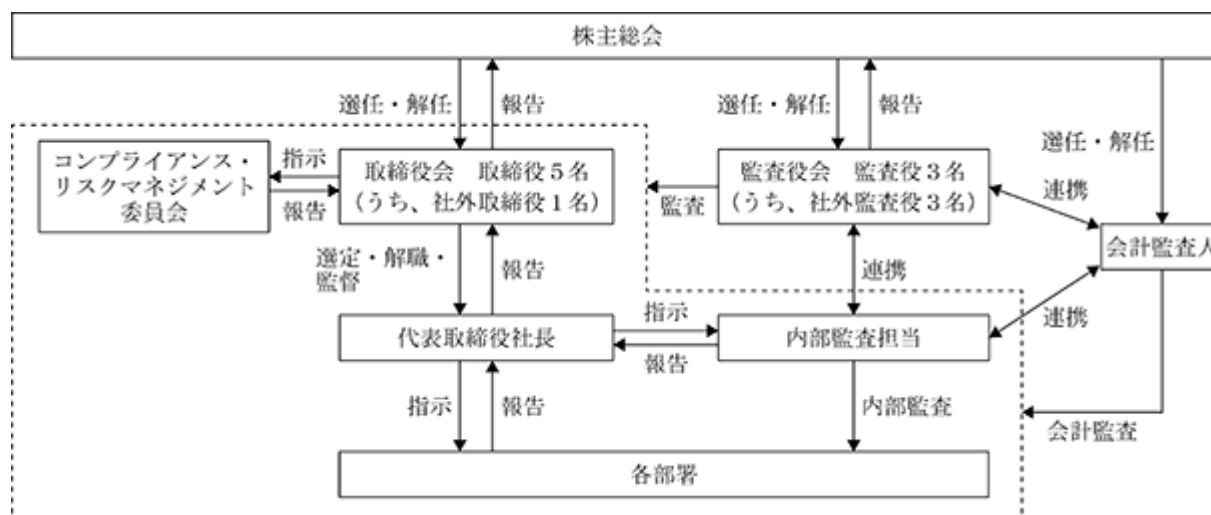 株主総会
選任・解任
報告
選任・解任
報告
選任・解任
コンプライアンス・
リスクマネジメント
委員会
指示
報告
取締役会　取締役5名
（うち、社外取締役1名）
監査
監査役会　監査役3名
（うち、社外監査役3名）
連携
会計監査人
選定・解職・
監督
報告
連携
連携
代表取締役社長
指示
報告
内部監査担当
指示
報告
内部監査
会計監査
各部署